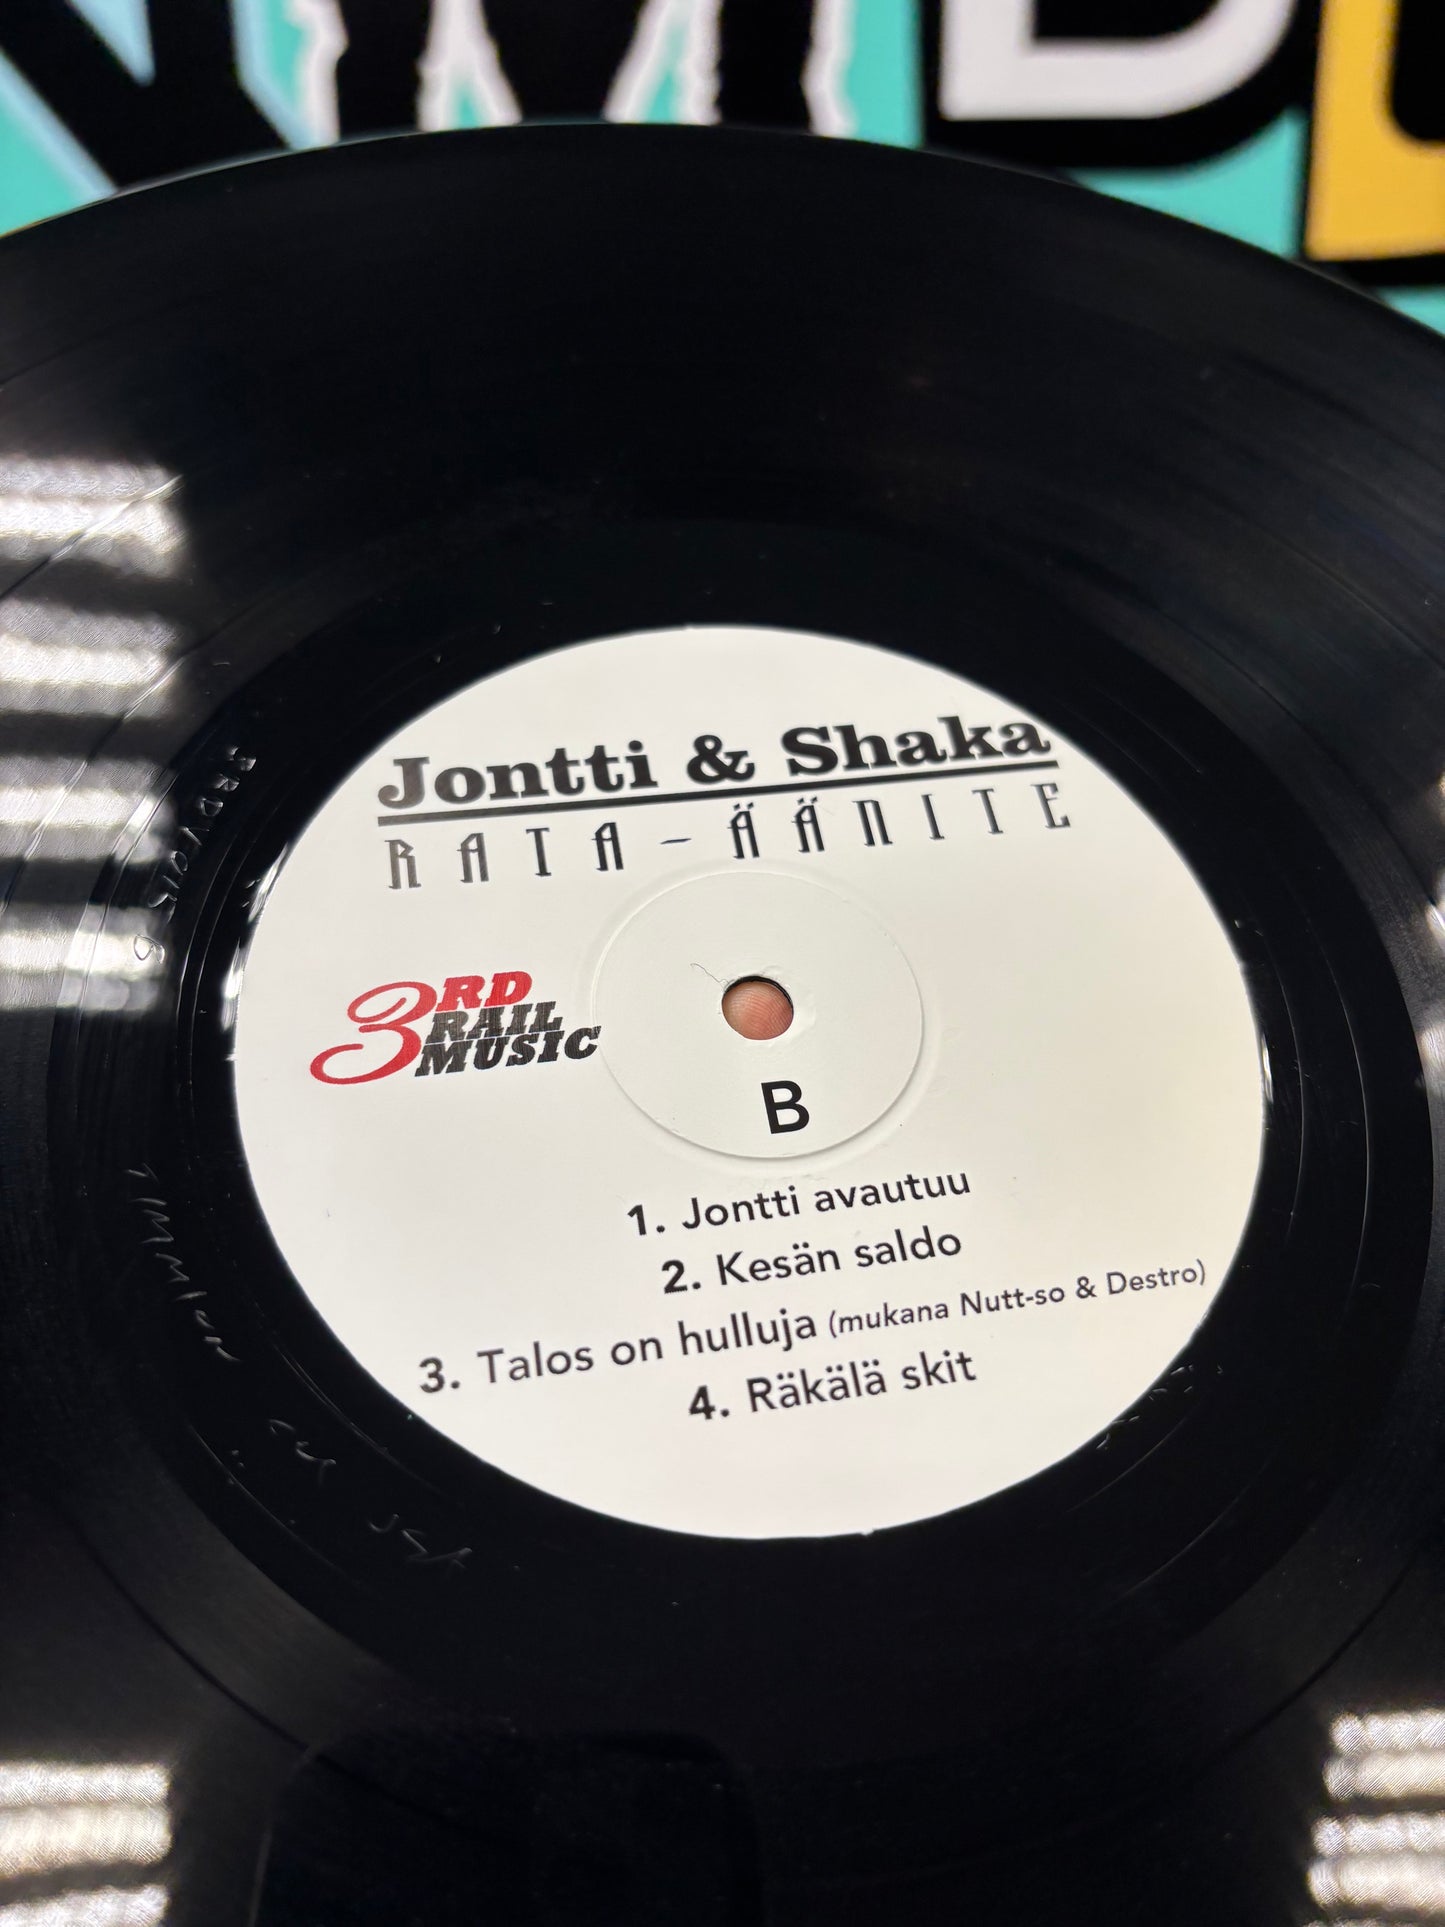 Jontti & Shaka
RATA-ÄÄNITE
3RD
RAIL
MUSIC
B
1. Jontti avautuu
2. Kesän saldo
3. Talos on hulluja (mukana Nutt-so & Destro)
4. Räkälä skit